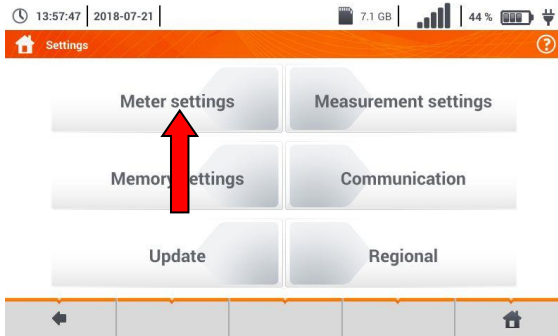 13:57:47 2018-07-21 7.1 GB 44 %
Settings ?
Meter settings Measurement settings
Memory settings Communication
Update Regional